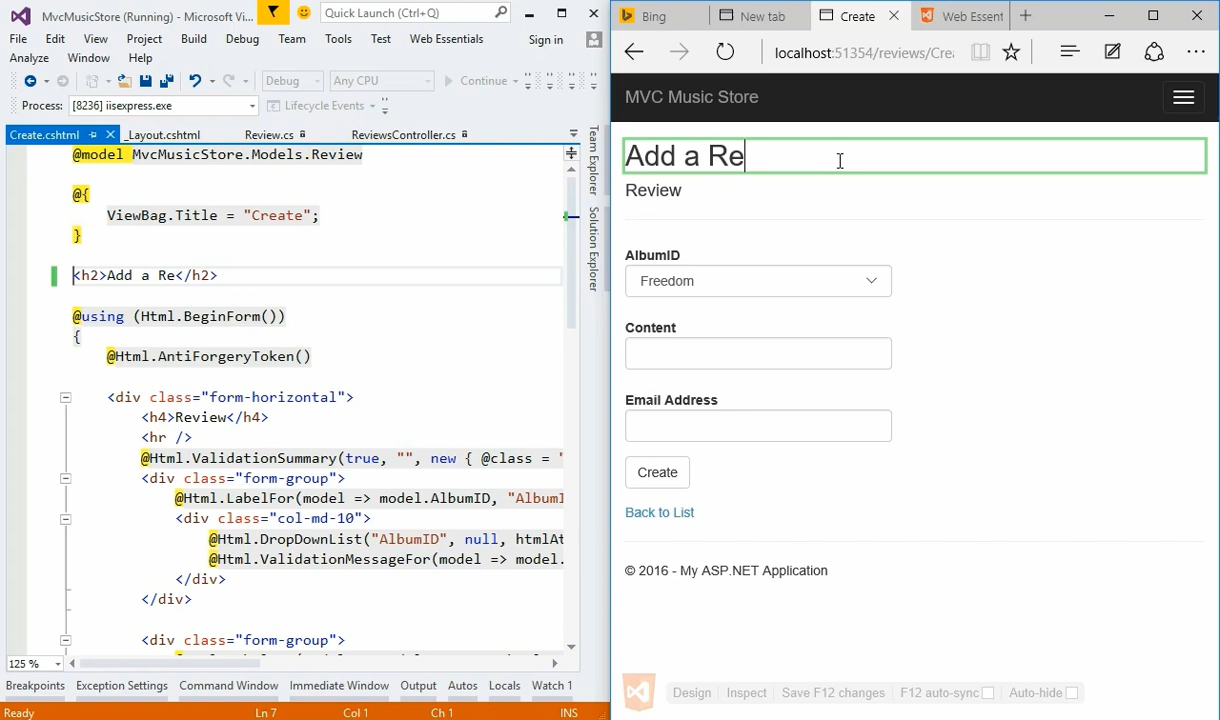 MvcMusicStore (Running) - Microsoft Vi...
Quick Launch (Ctrl+Q)
File Edit View Project Build Debug Team Tools Test Web Essentials Sign in
Analyze Window Help
Debug Any CPU Continue
Process: [8236] iisexpress.exe Lifecycle Events
Create.cshtml _Layout.cshtml Review.cs ReviewsController.cs
@model MvcMusicStore.Models.Review
@{
ViewBag.Title = "Create";
}
<h2>Add a Re</h2>
@using (Html.BeginForm())
{
@Html.AntiForgeryToken()
<div class="form-horizontal">
<h4>Review</h4>
<hr />
@Html.ValidationSummary(true, "", new { @class = "
<div class="form-group">
@Html.LabelFor(model => model.AlbumID, "AlbumI
<div class="col-md-10">
@Html.DropDownList("AlbumID", null, htmlAt
@Html.ValidationMessageFor(model => model.
</div>
</div>
<div class="form-group">
125 %
Breakpoints Exception Settings Command Window Immediate Window Output Autos Locals Watch 1
Ready Ln 7 Col 1 Ch 1 INS
Team Explorer
Solution Explorer
Bing New tab Create Web Essent
localhost:51354/reviews/Crea
MVC Music Store
Add a Re
Review
AlbumID
Freedom
Content
Email Address
Create
Back to List
© 2016 - My ASP.NET Application
Design Inspect Save F12 changes F12 auto-sync Auto-hide